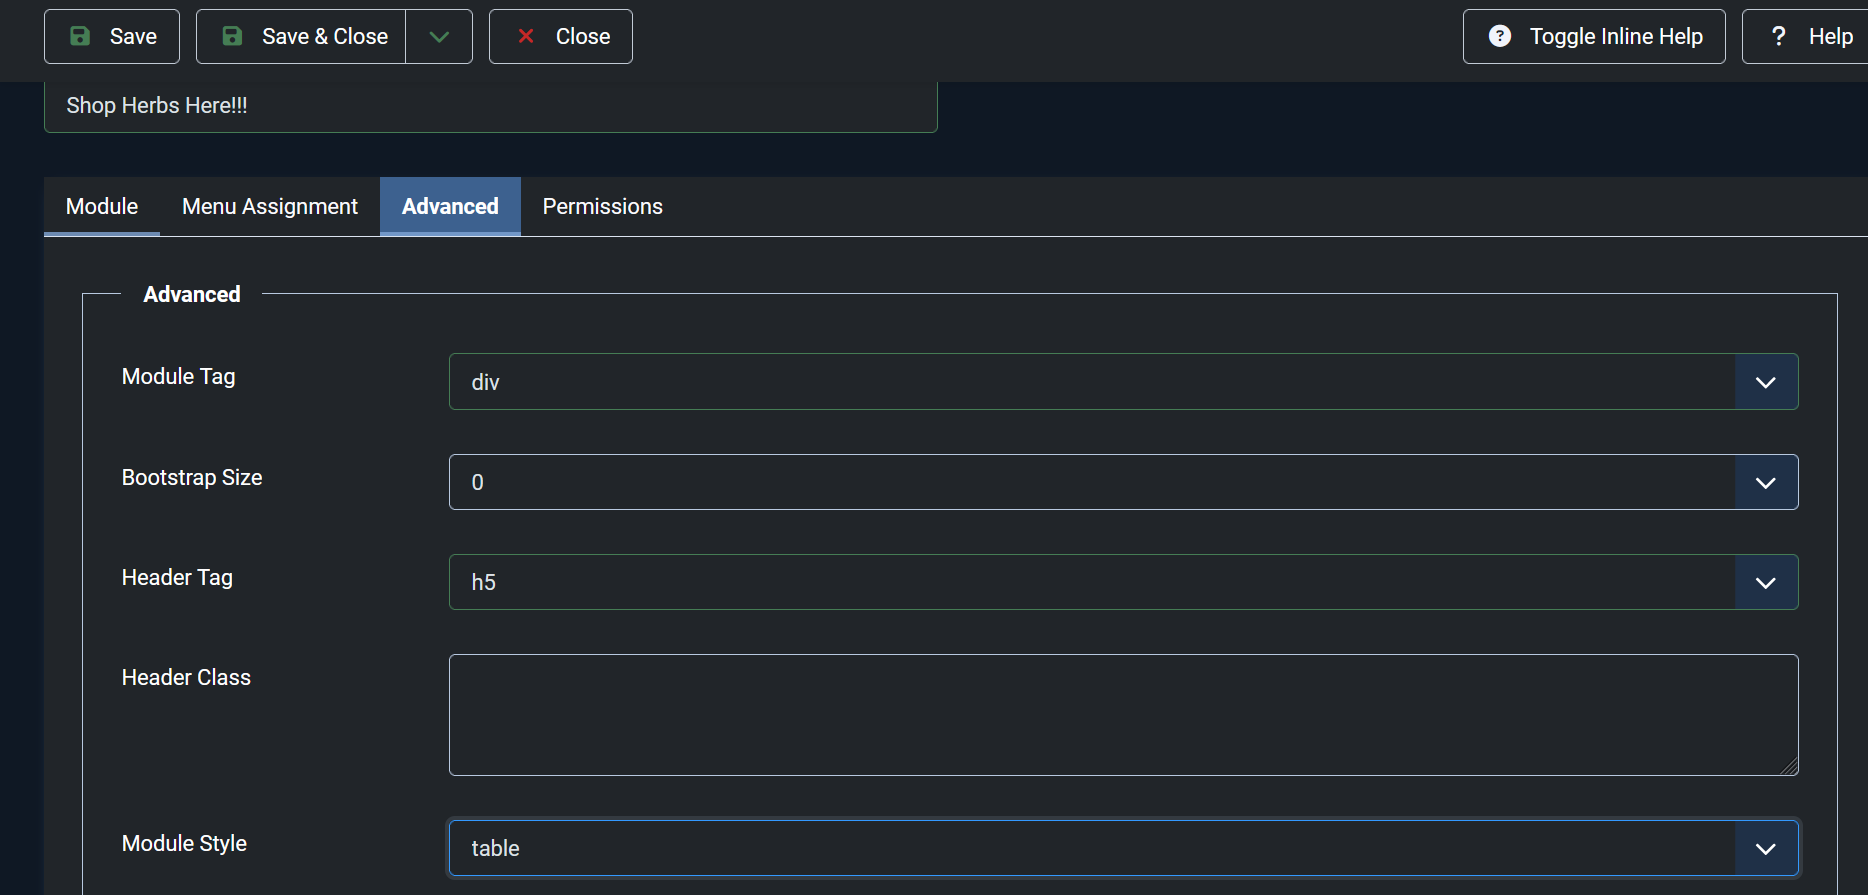 Save
Save & Close
Close
Toggle Inline Help
? Help
Shop Herbs Here!!!
Module
Menu Assignment
Advanced
Permissions
Advanced
Module Tag
div
Bootstrap Size
0
Header Tag
h5
Header Class
Module Style
table